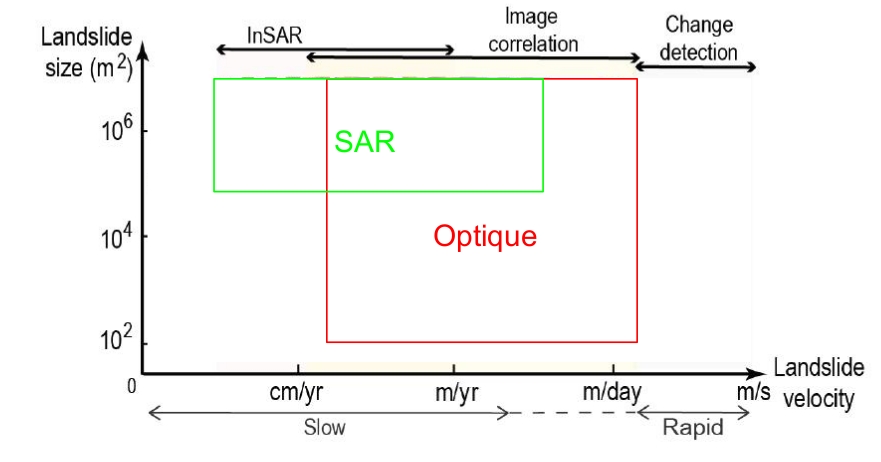 Landslide
size (m²)
InSAR
Image
correlation
Change
detection
10⁶
SAR
10⁴
Optique
10²
0
cm/yr
m/yr
m/day
m/s
Landslide
velocity
Slow
Rapid